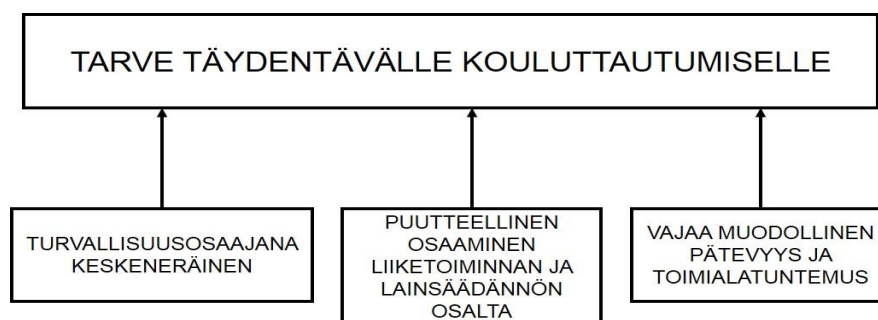 TARVE TÄYDENTÄVÄLLE KOULUTTAUTUMISELLE
TURVALLISUUSOSAAJANA
KESKENERÄINEN
PUUTTEELLINEN
OSAAMINEN
LIIKETOIMINNAN JA
LAINSÄÄDÄNNÖN
OSALTA
VAJAA MUODOLLINEN
PÄTEVYYS JA
TOIMIALATUNTEMUS